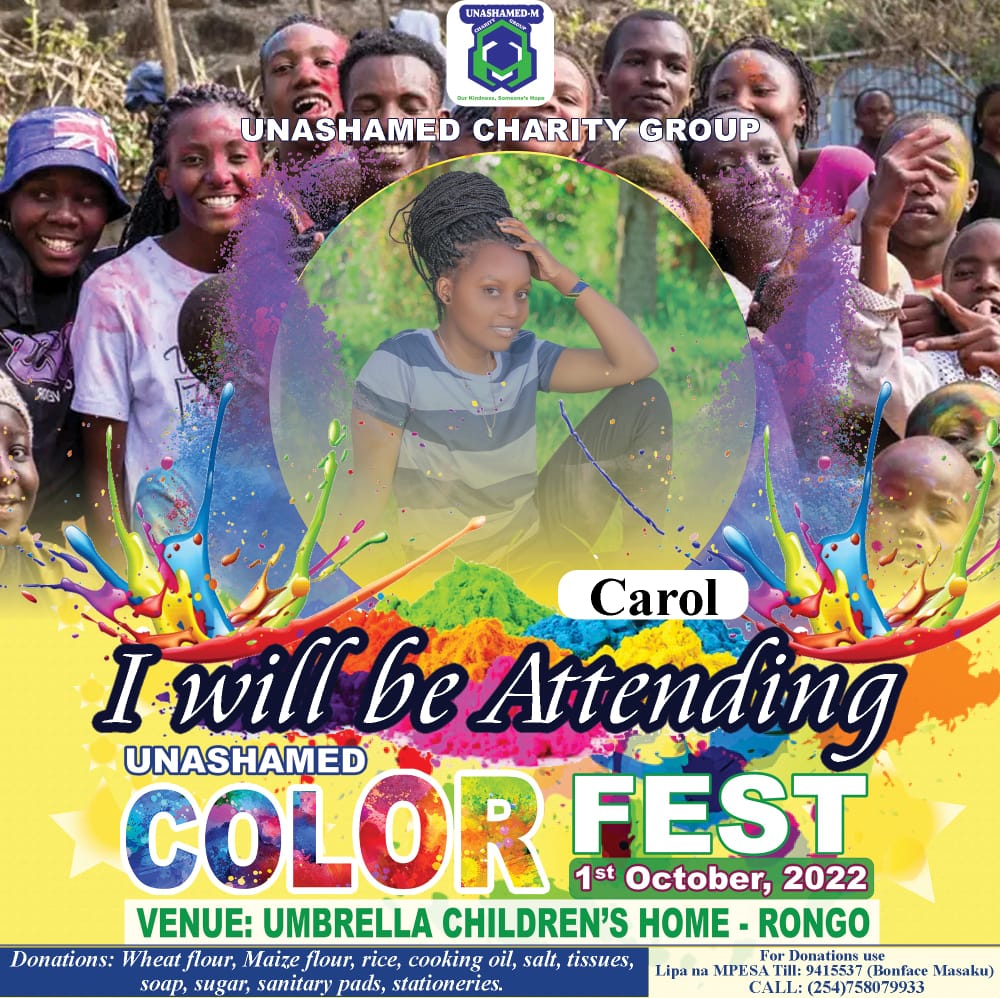 UNASHAMED-M
CHARITY GROUP
Our Kindness, Someone's Hope
UNASHAMED CHARITY GROUP
Carol
I will be Attending
UNASHAMED
COLOR FEST
1st October, 2022
VENUE: UMBRELLA CHILDREN'S HOME - RONGO
Donations: Wheat flour, Maize flour, rice, cooking oil, salt, tissues,
soap, sugar, sanitary pads, stationeries.
For Donations use
Lipa na MPESA Till: 9415537 (Bonface Masaku)
CALL: (254)758079933